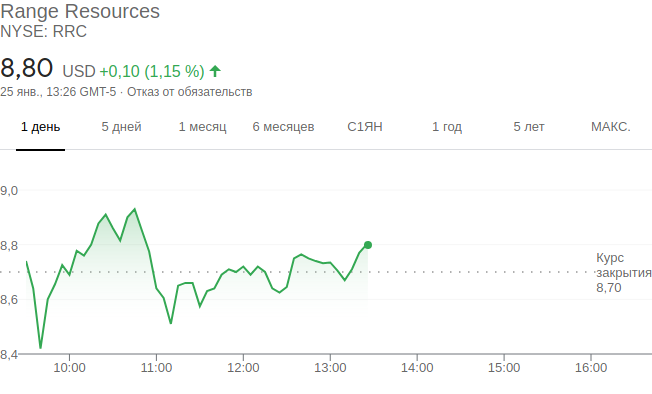 Range Resources
NYSE: RRC
8,80 USD +0,10 (1,15 %)
25 янв., 13:26 GMT-5 · Отказ от обязательств
1 день 5 дней 1 месяц 6 месяцев С1ЯН 1 год 5 лет МАКС.
9,0
8,8
Курс
закрытия
8,70
8,6
8,4
10:00 11:00 12:00 13:00 14:00 15:00 16:00